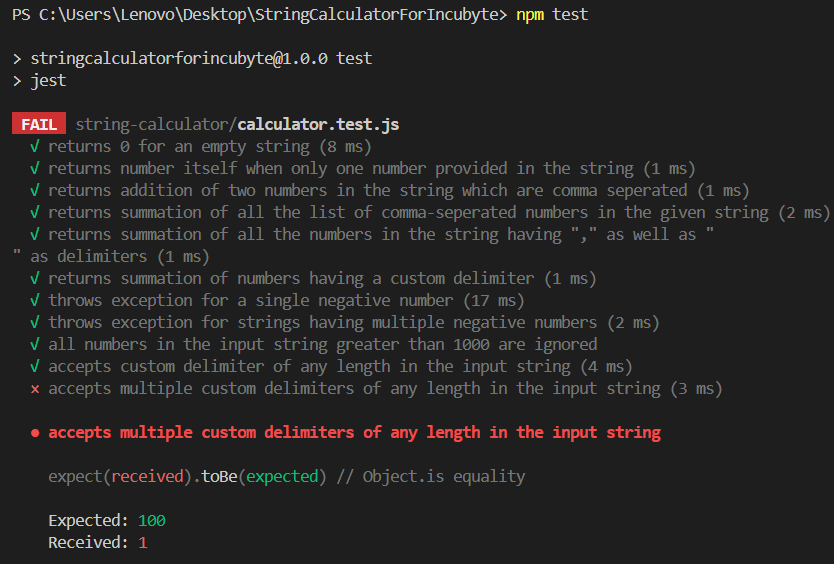 PS C:\Users\Lenovo\Desktop\StringCalculatorForIncubyte> npm test
> stringcalculatorforincubyte@1.0.0 test
> jest
FAIL string-calculator/calculator.test.js
√ returns 0 for an empty string (8 ms)
√ returns number itself when only one number provided in the string (1 ms)
√ returns addition of two numbers in the string which are comma seperated (1 ms)
√ returns summation of all the list of comma-seperated numbers in the given string (2 ms)
√ returns summation of all the numbers in the string having "," as well as "
" as delimiters (1 ms)
√ returns summation of numbers having a custom delimiter (1 ms)
√ throws exception for a single negative number (17 ms)
√ throws exception for strings having multiple negative numbers (2 ms)
√ all numbers in the input string greater than 1000 are ignored
√ accepts custom delimiter of any length in the input string (4 ms)
× accepts multiple custom delimiters of any length in the input string (3 ms)
● accepts multiple custom delimiters of any length in the input string
expect(received).toBe(expected) // Object.is equality
Expected: 100
Received: 1